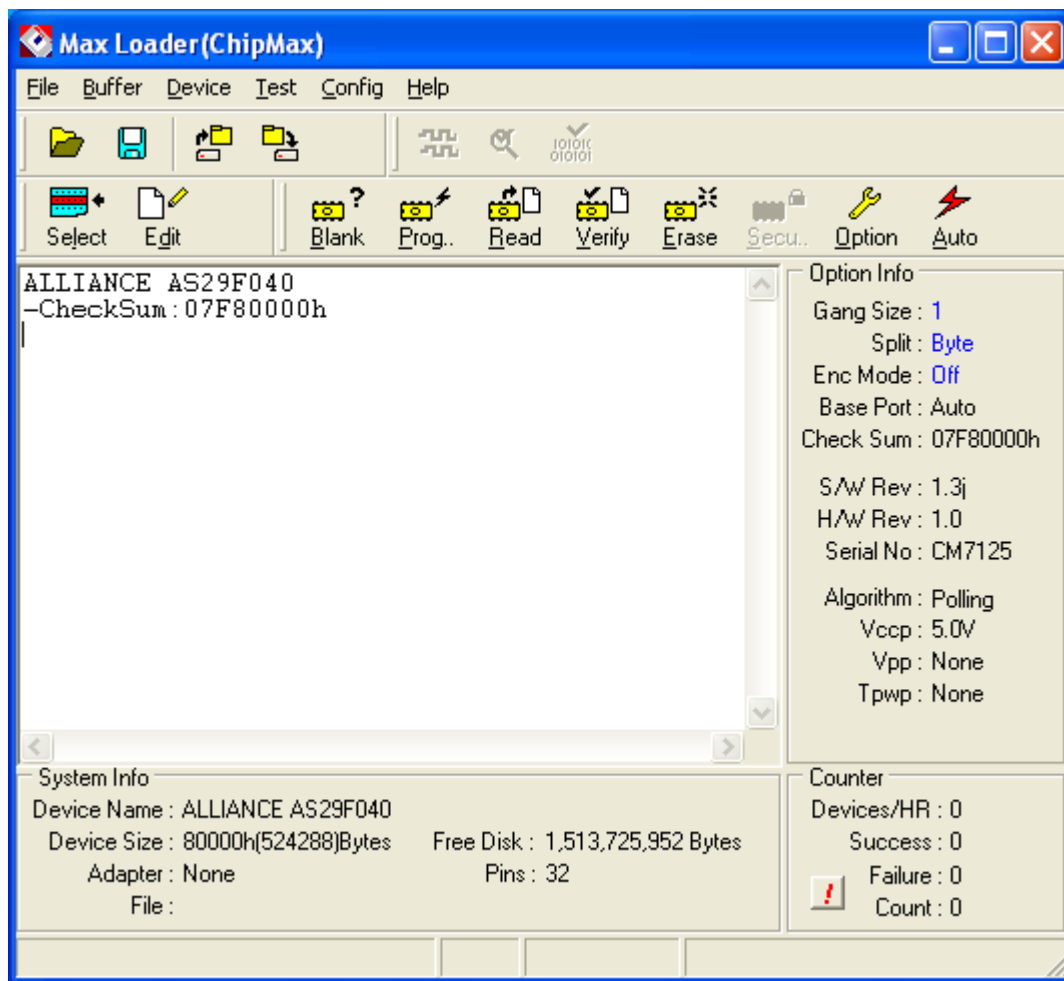 Max Loader(ChipMax)
File Buffer Device Test Config Help
Select Edit Blank Prog.. Read Verify Erase Secu.. Option Auto
ALLIANCE AS29F040
-CheckSum:07F80000h
Option Info
Gang Size : 1
Split : Byte
Enc Mode : Off
Base Port : Auto
Check Sum : 07F80000h
S/W Rev : 1.3j
H/W Rev : 1.0
Serial No : CM7125
Algorithm : Polling
Vccp : 5.0V
Vpp : None
Tpwp : None
System Info
Device Name : ALLIANCE AS29F040
Device Size : 80000h(524288)Bytes Free Disk : 1,513,725,952 Bytes
Adapter : None Pins : 32
File :
Counter
Devices/HR : 0
Success : 0
Failure : 0
Count : 0